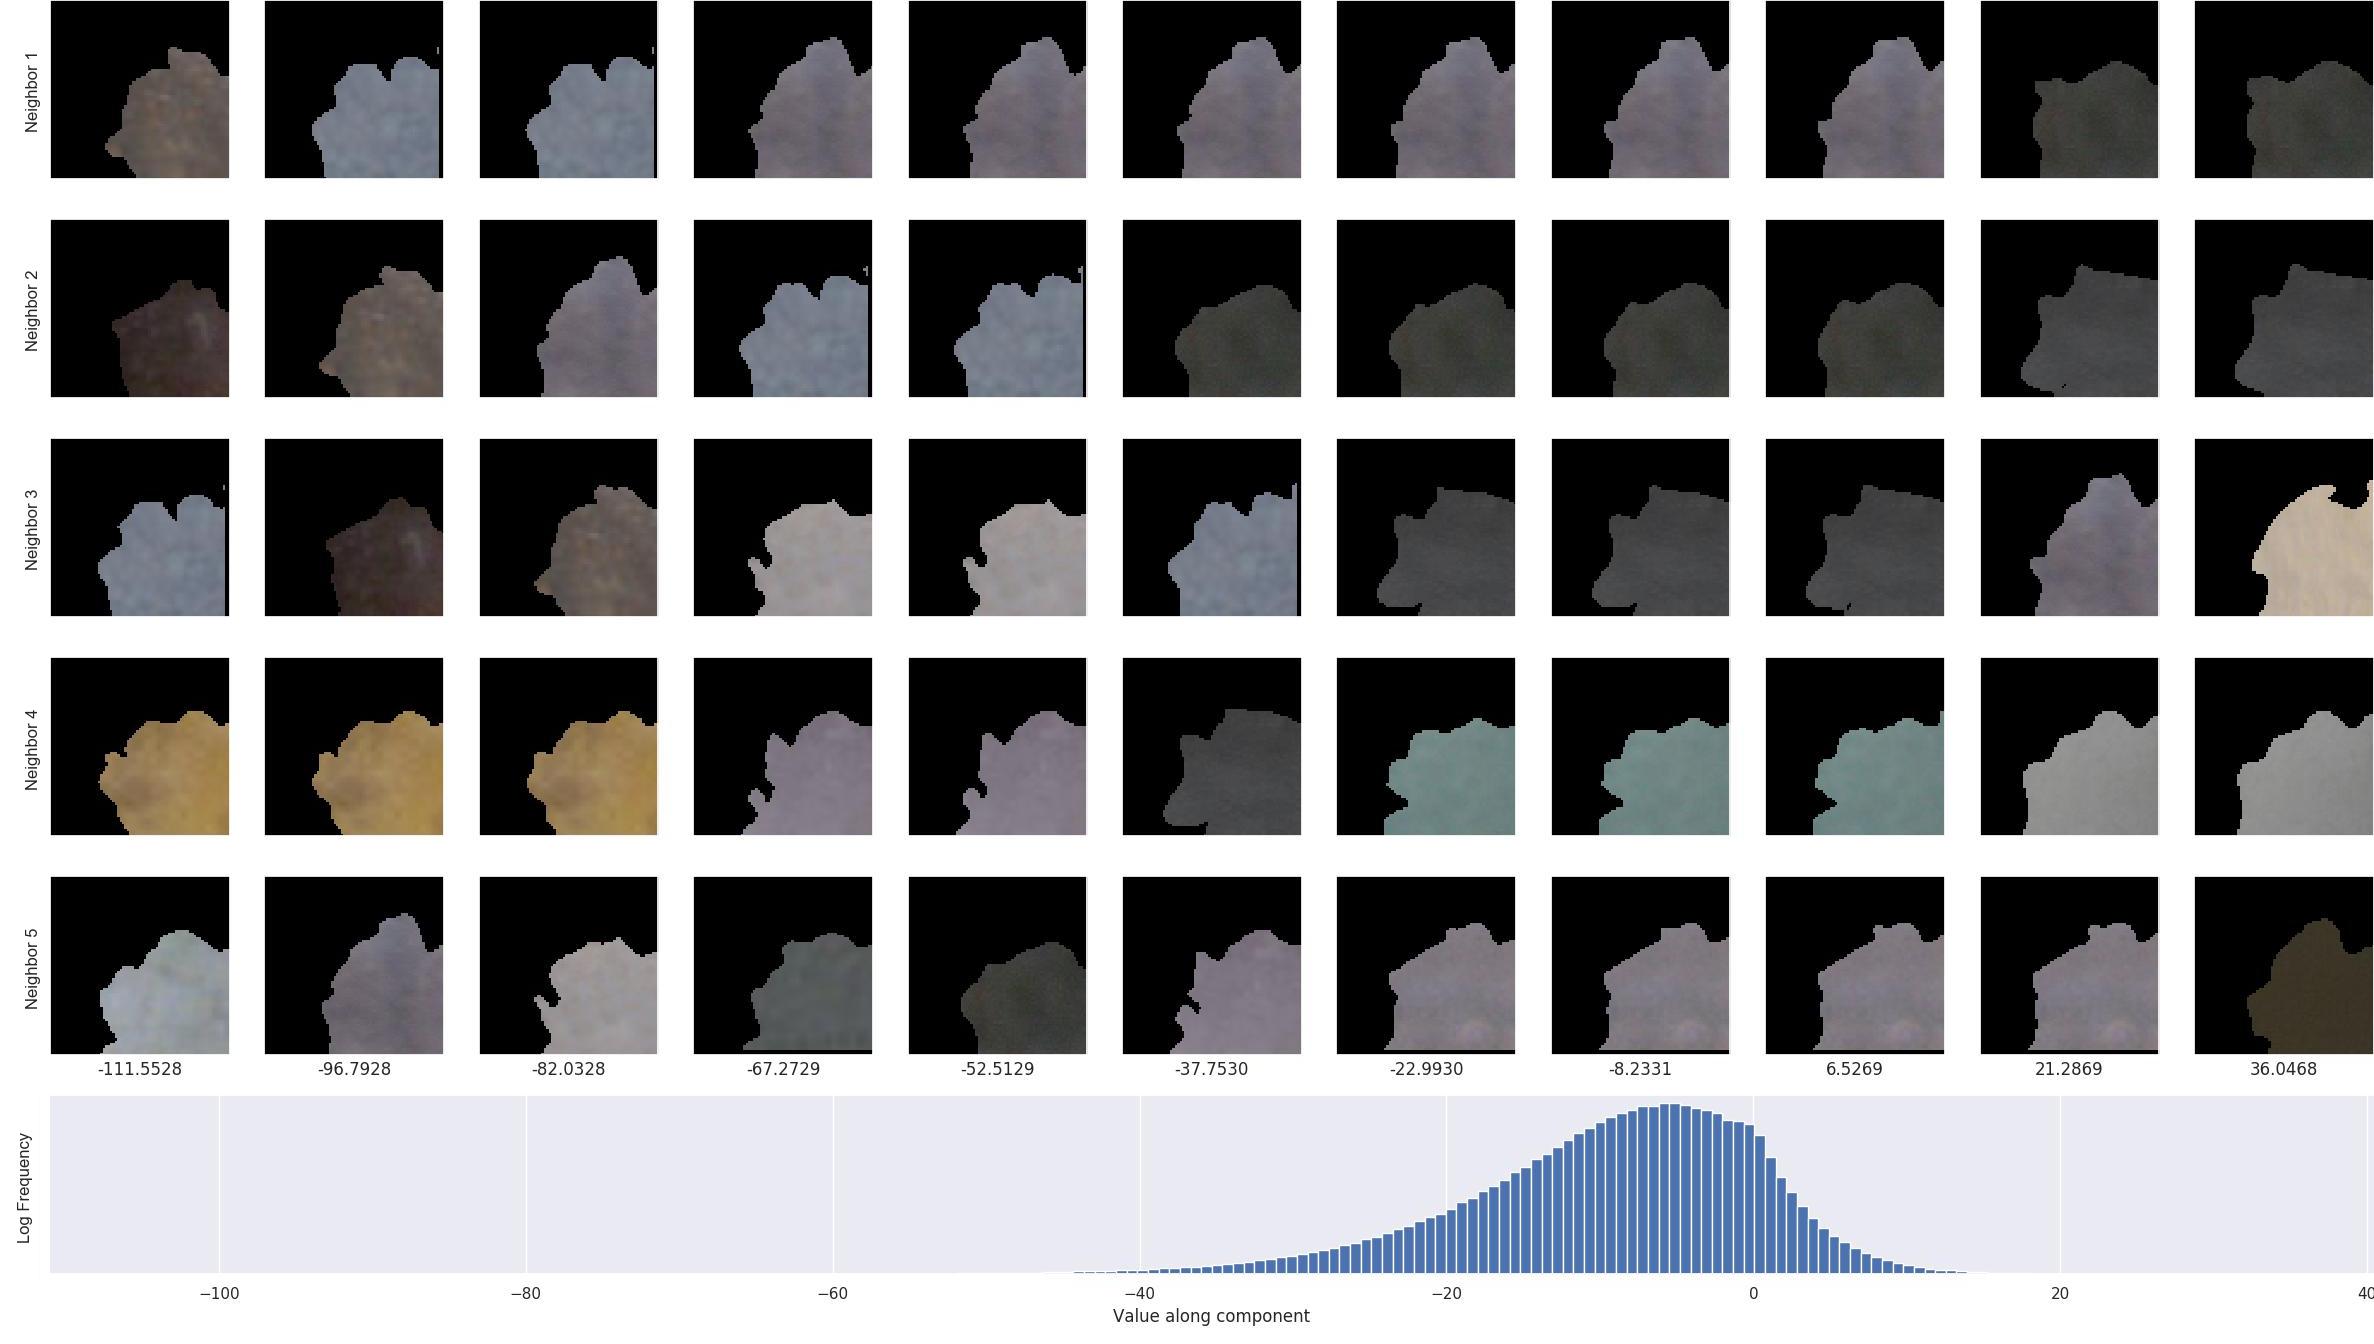 Neighbor 1
Neighbor 2
Neighbor 3
Neighbor 4
Neighbor 5
-111.5528 -96.7928 -82.0328 -67.2729 -52.5129 -37.7530 -22.9930 -8.2331 6.5269 21.2869 36.0468
Log Frequency
−100 −80 −60 −40 −20 0 20 40
Value along component